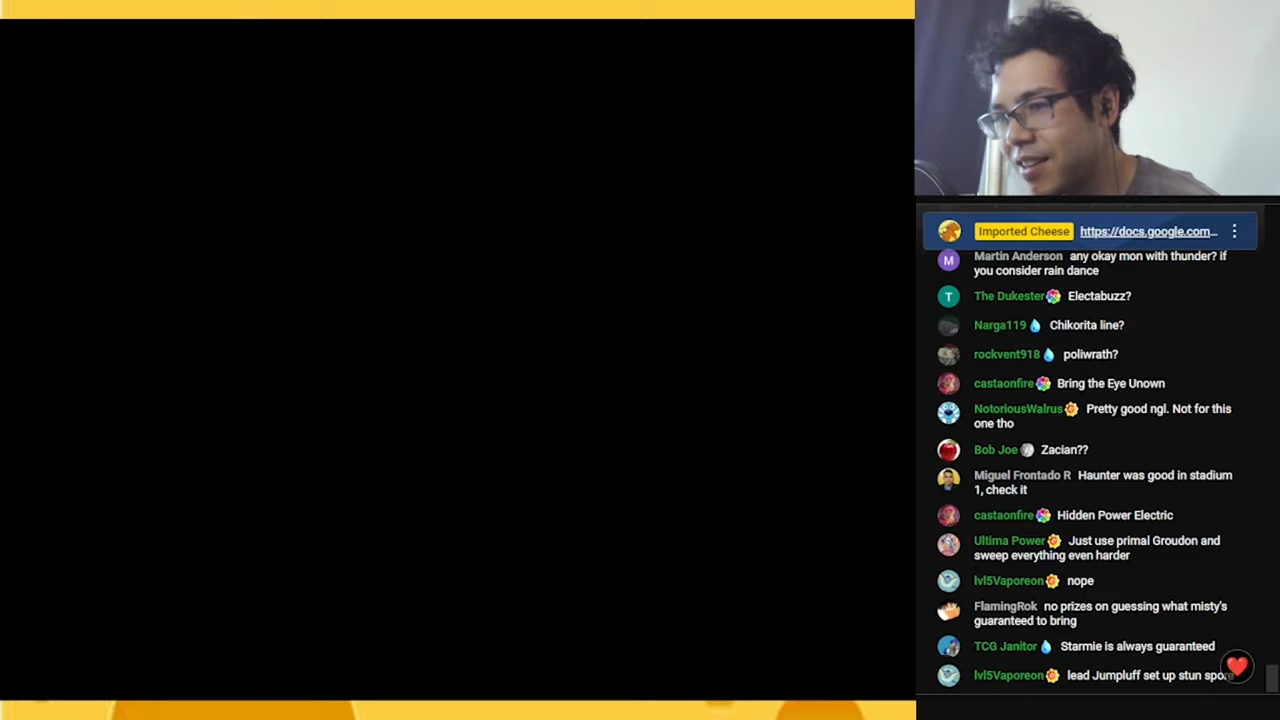 Imported Cheese https://docs.google.com...
M Martin Anderson any okay mon with thunder? if
you consider rain dance
T The Dukester Electabuzz?
Narga119 Chikorita line?
rockvent918 poliwrath?
castaonfire Bring the Eye Unown
NotoriousWalrus Pretty good ngl. Not for this
one tho
Bob Joe Zacian??
Miguel Frontado R Haunter was good in stadium
1, check it
castaonfire Hidden Power Electric
Ultima Power Just use primal Groudon and
sweep everything even harder
lvl5Vaporeon nope
FlamingRok no prizes on guessing what misty's
guaranteed to bring
TCG Janitor Starmie is always guaranteed
lvl5Vaporeon lead Jumpluff set up stun spore